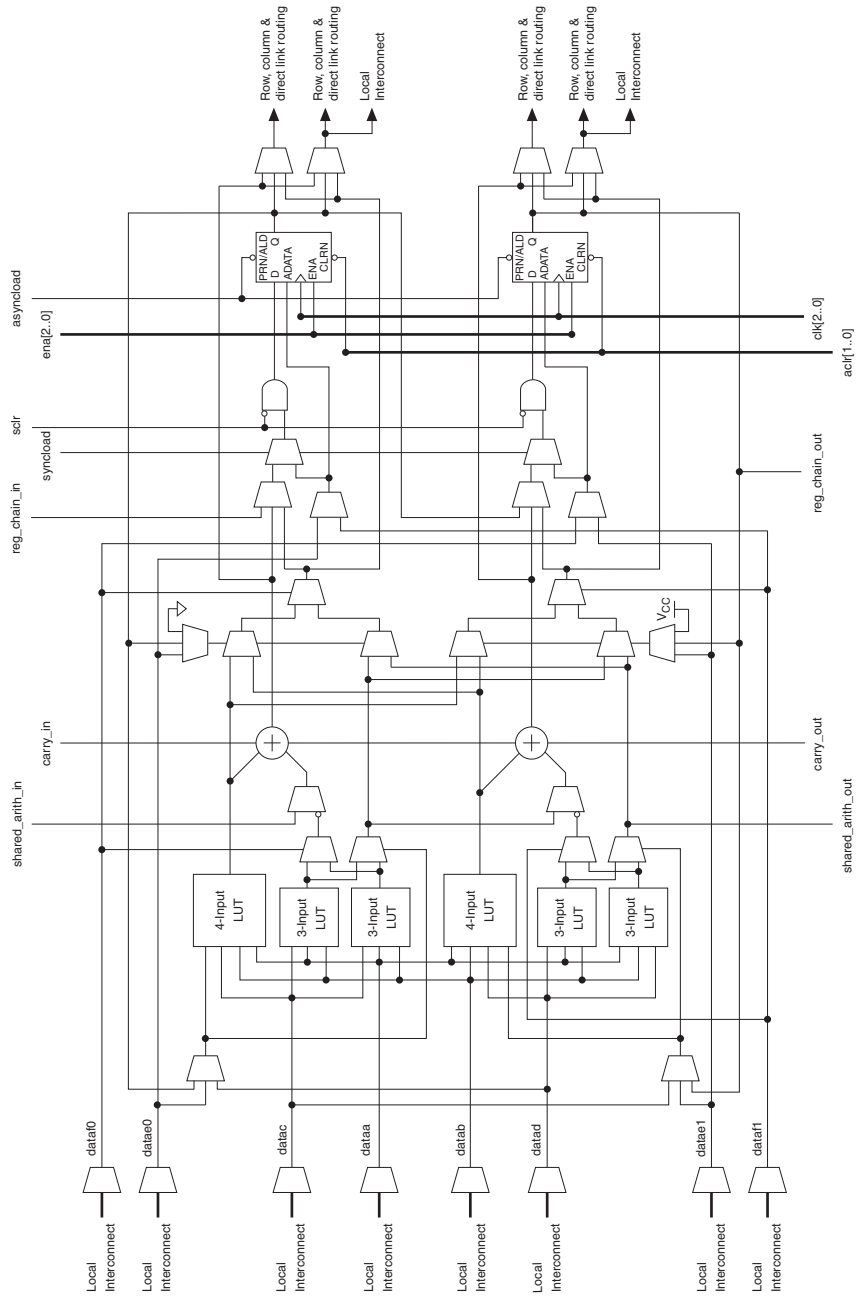 shared_arith_in
reg_chain_in
sclr
asyncload
carry_in
syncload
ena[2..0]
Local
Interconnect
dataf0
Local
Interconnect
datae0
4-Input
LUT
PRN/ALD
D
Q
ADATA
ENA
CLRN
Row, column &
direct link routing
Local
Interconnect
datac
3-Input
LUT
Row, column &
direct link routing
Local
Interconnect
dataa
3-Input
LUT
Local
Interconnect
Local
Interconnect
datab
4-Input
LUT
PRN/ALD
D
Q
ADATA
ENA
CLRN
Row, column &
direct link routing
Local
Interconnect
datad
3-Input
LUT
Row, column &
direct link routing
3-Input
LUT
Local
Interconnect
VCC
Local
Interconnect
datae1
Local
Interconnect
dataf1
carry_out
reg_chain_out
clk[2..0]
shared_arith_out
aclr[1..0]